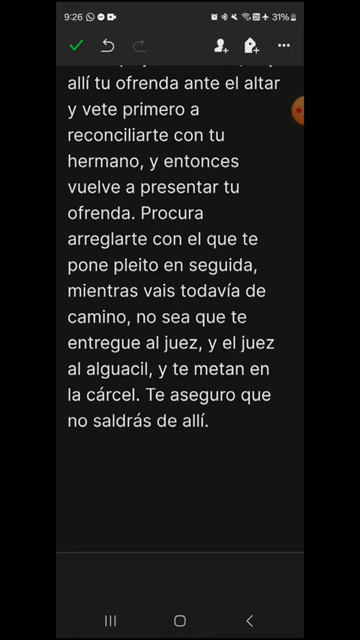 9:26
31%
allí tu ofrenda ante el altar
y vete primero a
reconciliarte con tu
hermano, y entonces
vuelve a presentar tu
ofrenda. Procura
arreglarte con el que te
pone pleito en seguida,
mientras vais todavía de
camino, no sea que te
entregue al juez, y el juez
al alguacil, y te metan en
la cárcel. Te aseguro que
no saldrás de allí.